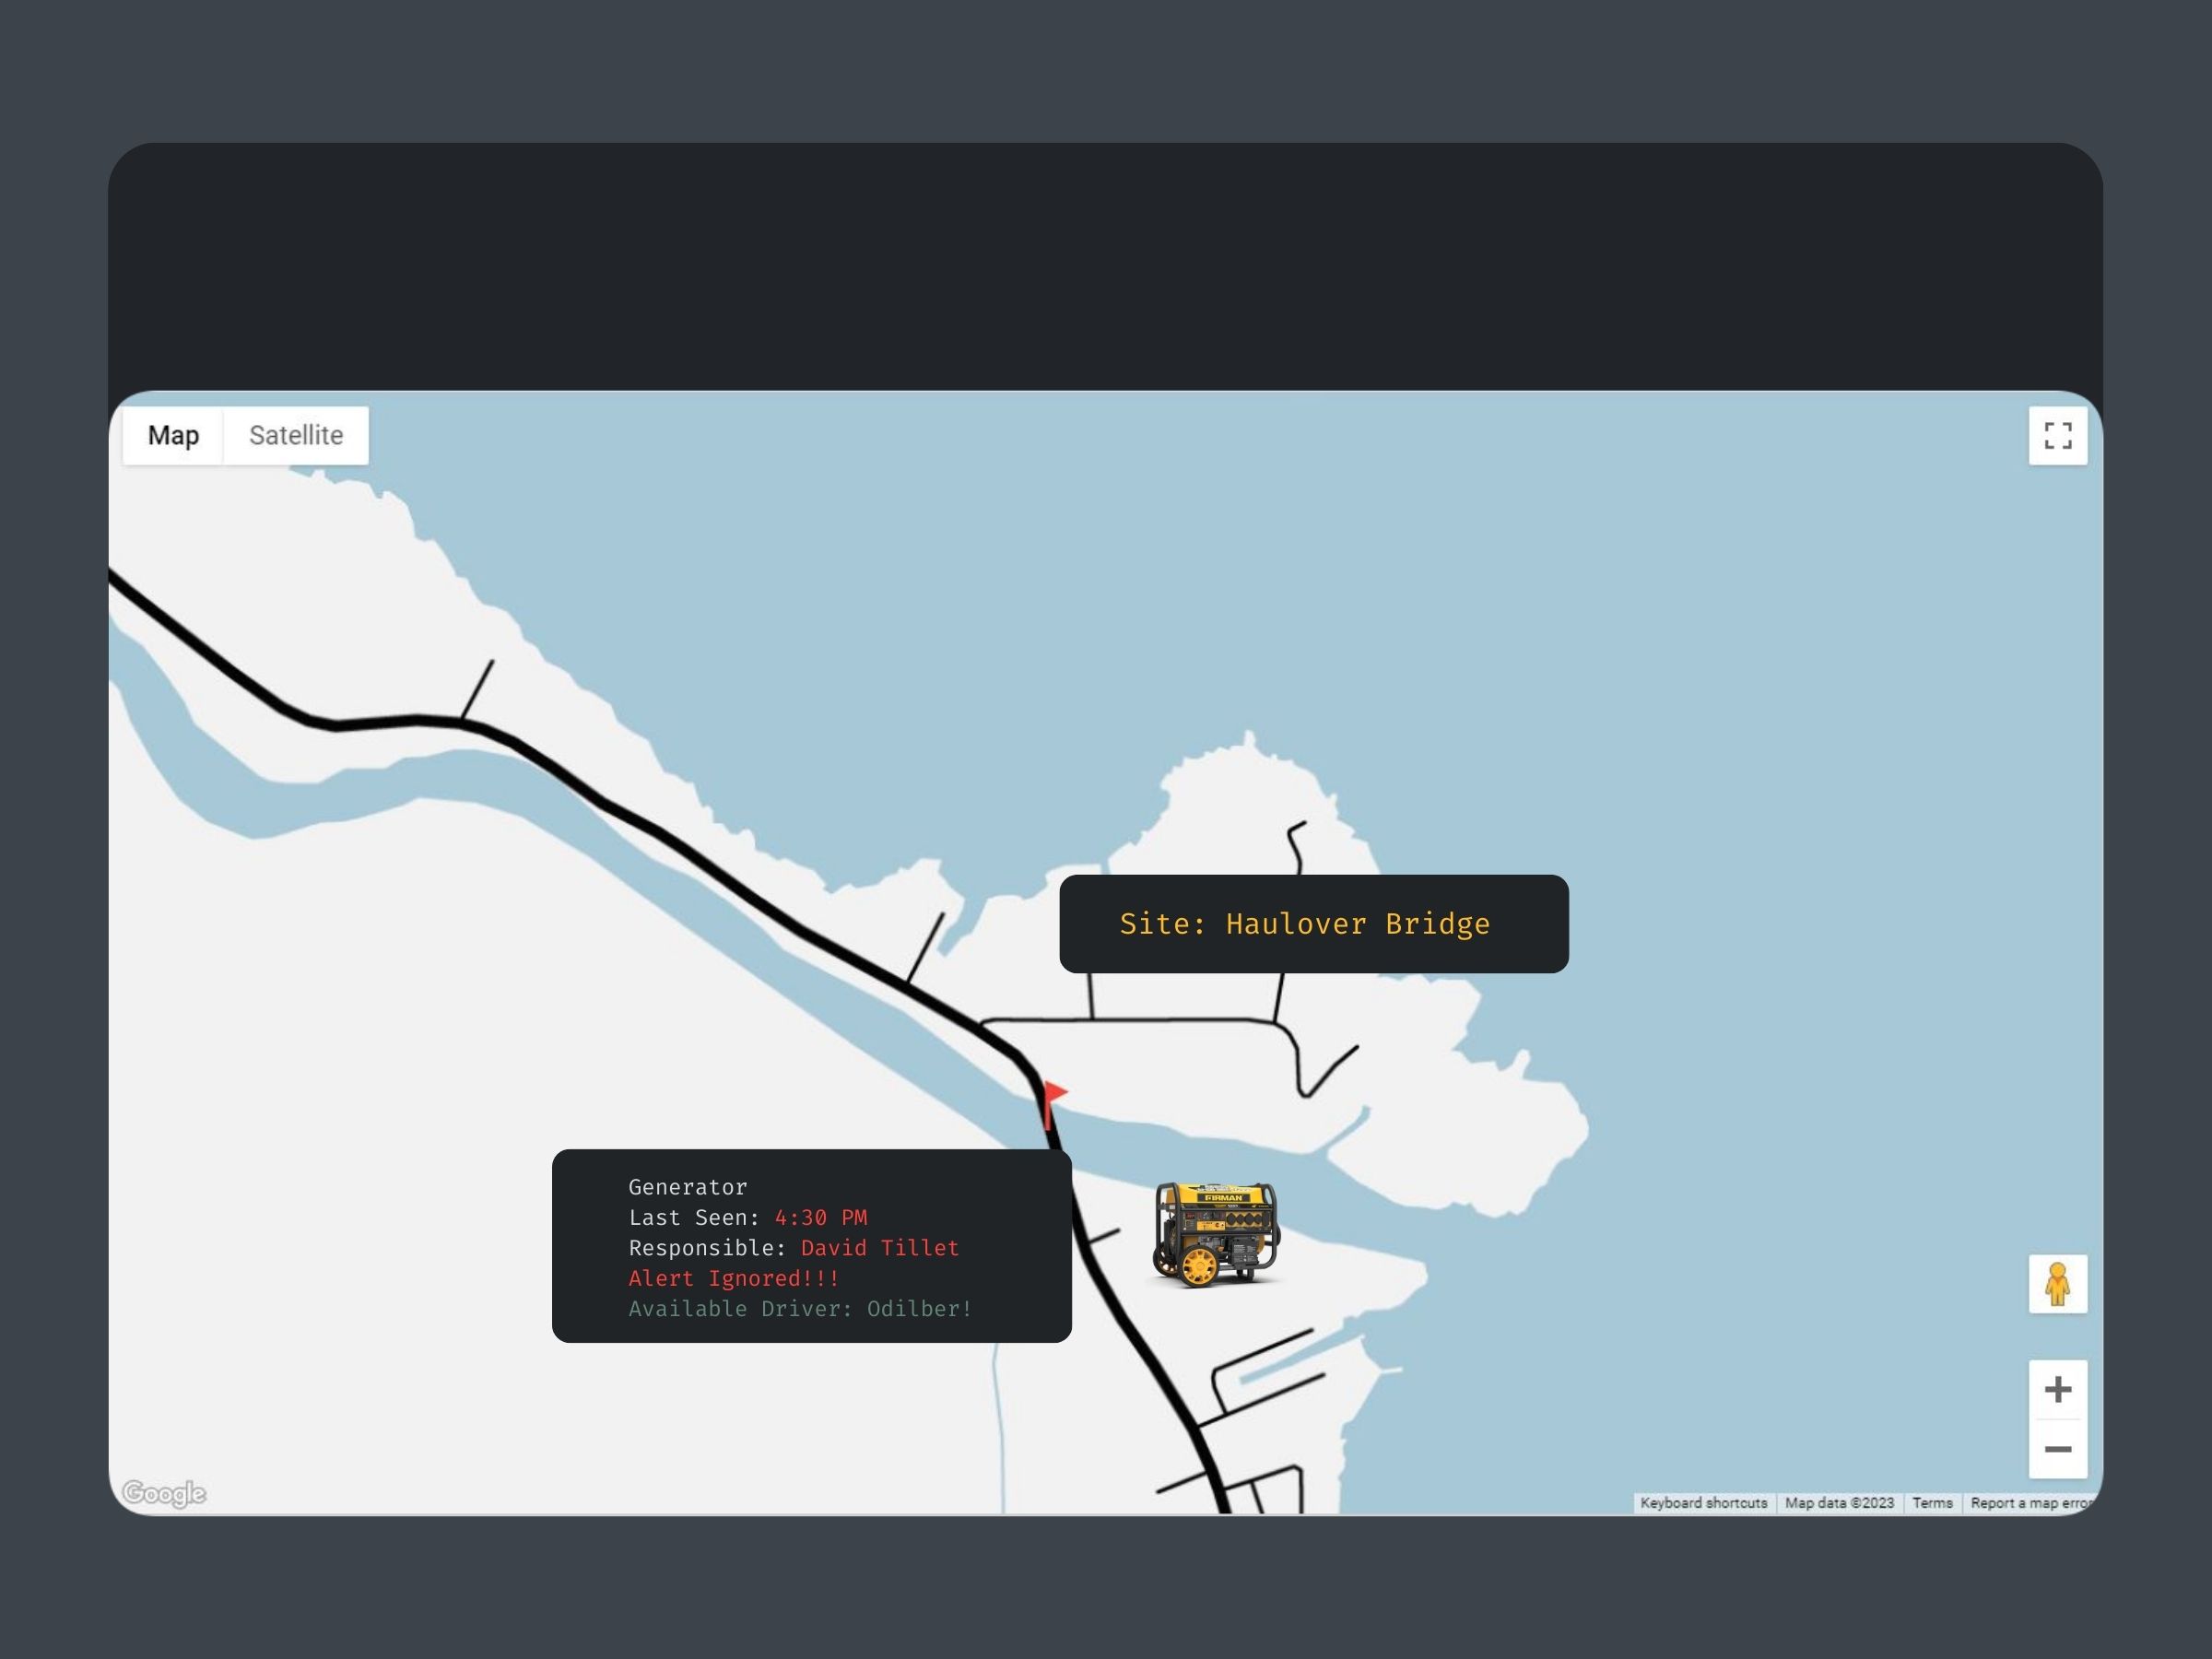 Map Satellite
Site: Haulover Bridge
Generator
Last Seen: 4:30 PM
Responsible: David Tillet
Alert Ignored!!!
Available Driver: Odilber!
FIRMAN
Google
Keyboard shortcuts Map data ©2023 Terms Report a map error